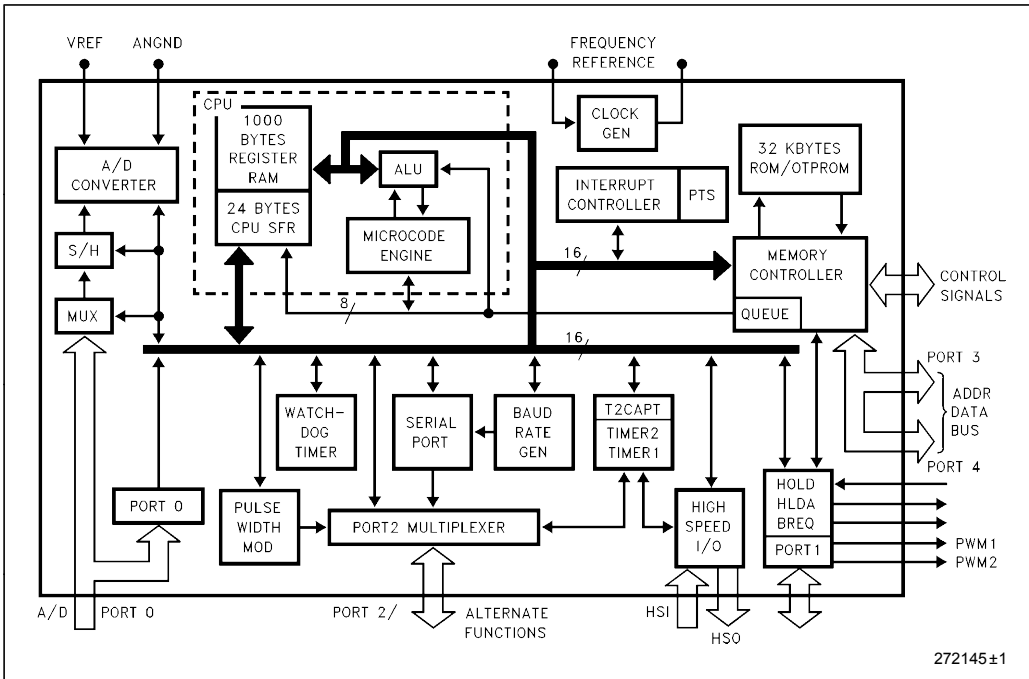 VREF
ANGND
FREQUENCY
REFERENCE
CPU
1000
BYTES
REGISTER
RAM
24 BYTES
CPU SFR
ALU
MICROCODE
ENGINE
CLOCK
GEN
INTERRUPT
CONTROLLER
PTS
32 KBYTES
ROM/OTPROM
A/D
CONVERTER
S/H
MUX
MEMORY
CONTROLLER
QUEUE
CONTROL
SIGNALS
16
8
16
PORT 3
ADDR
DATA
BUS
PORT 4
WATCH-
DOG
TIMER
SERIAL
PORT
BAUD
RATE
GEN
T2CAPT
TIMER2
TIMER1
PORT 0
PULSE
WIDTH
MOD
PORT2 MULTIPLEXER
HIGH
SPEED
I/O
HOLD
HLDA
BREQ
PORT1
PWM1
PWM2
A/D
PORT 0
PORT 2/
ALTERNATE
FUNCTIONS
HSI
HSO
272145±1